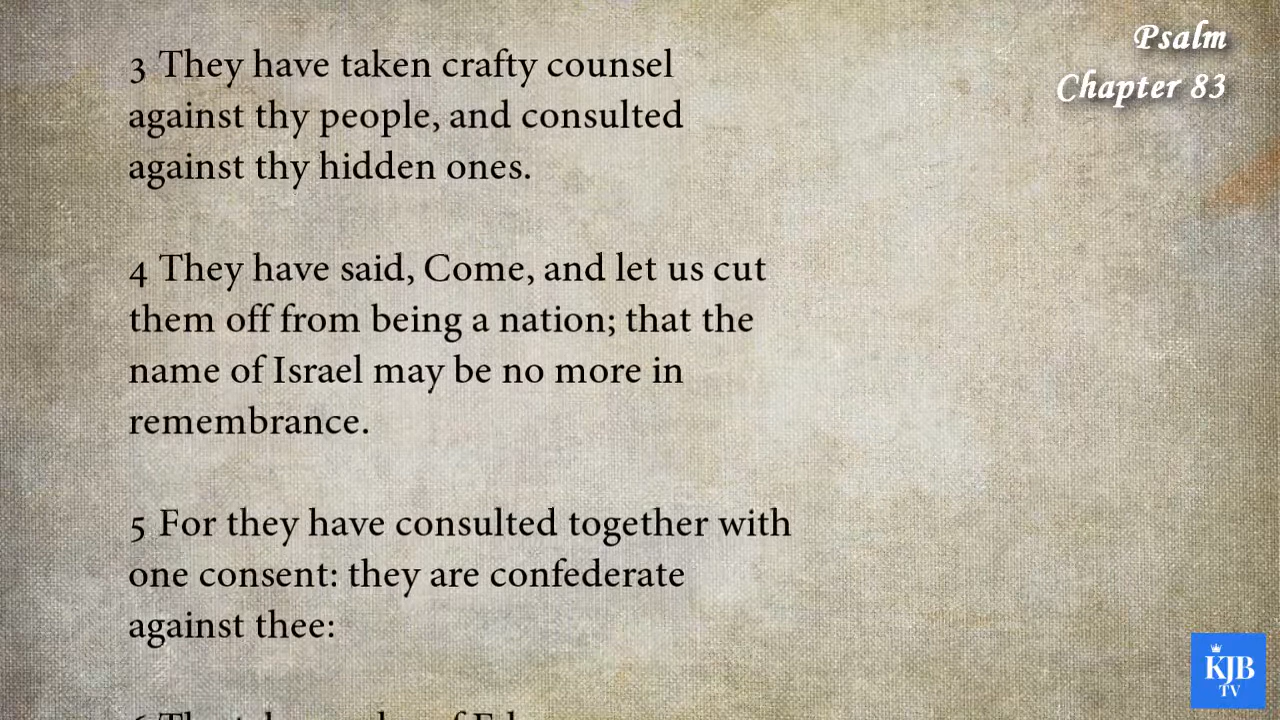 Psalm
Chapter 83
3 They have taken crafty counsel
against thy people, and consulted
against thy hidden ones.
4 They have said, Come, and let us cut
them off from being a nation; that the
name of Israel may be no more in
remembrance.
5 For they have consulted together with
one consent: they are confederate
against thee:
KJB
TV